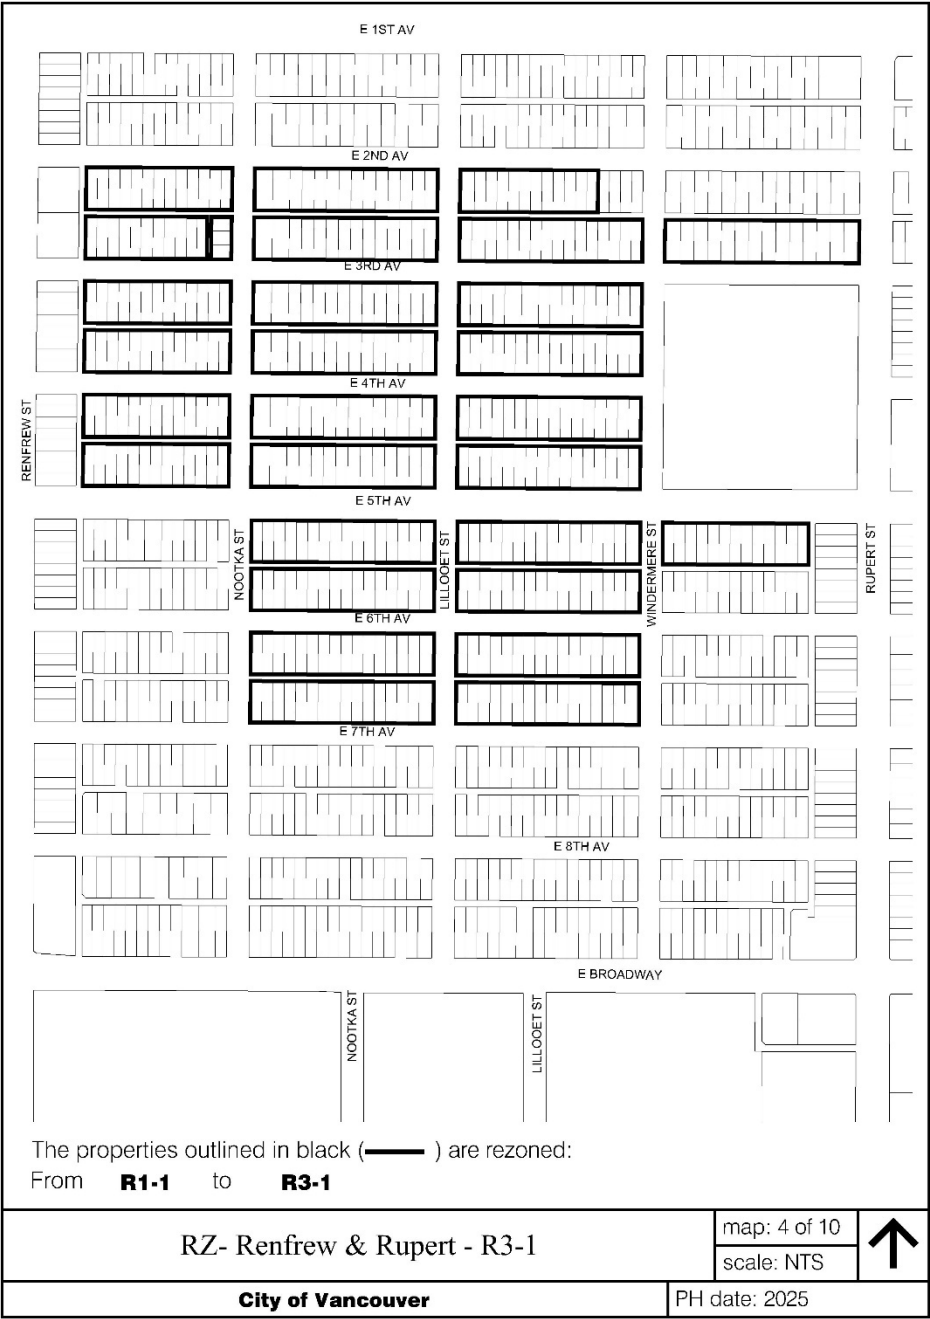 E 1ST AV
E 2ND AV
E 3RD AV
E 4TH AV
RENFREW ST
E 5TH AV
NOOTKA ST
LILLOOET ST
WINDERMERE ST
RUPERT ST
E 6TH AV
E 7TH AV
E 8TH AV
E BROADWAY
NOOTKA ST
LILLOOET ST
The properties outlined in black ( ) are rezoned:
From R1-1 to R3-1
RZ- Renfrew & Rupert - R3-1
map: 4 of 10
scale: NTS
City of Vancouver
PH date: 2025